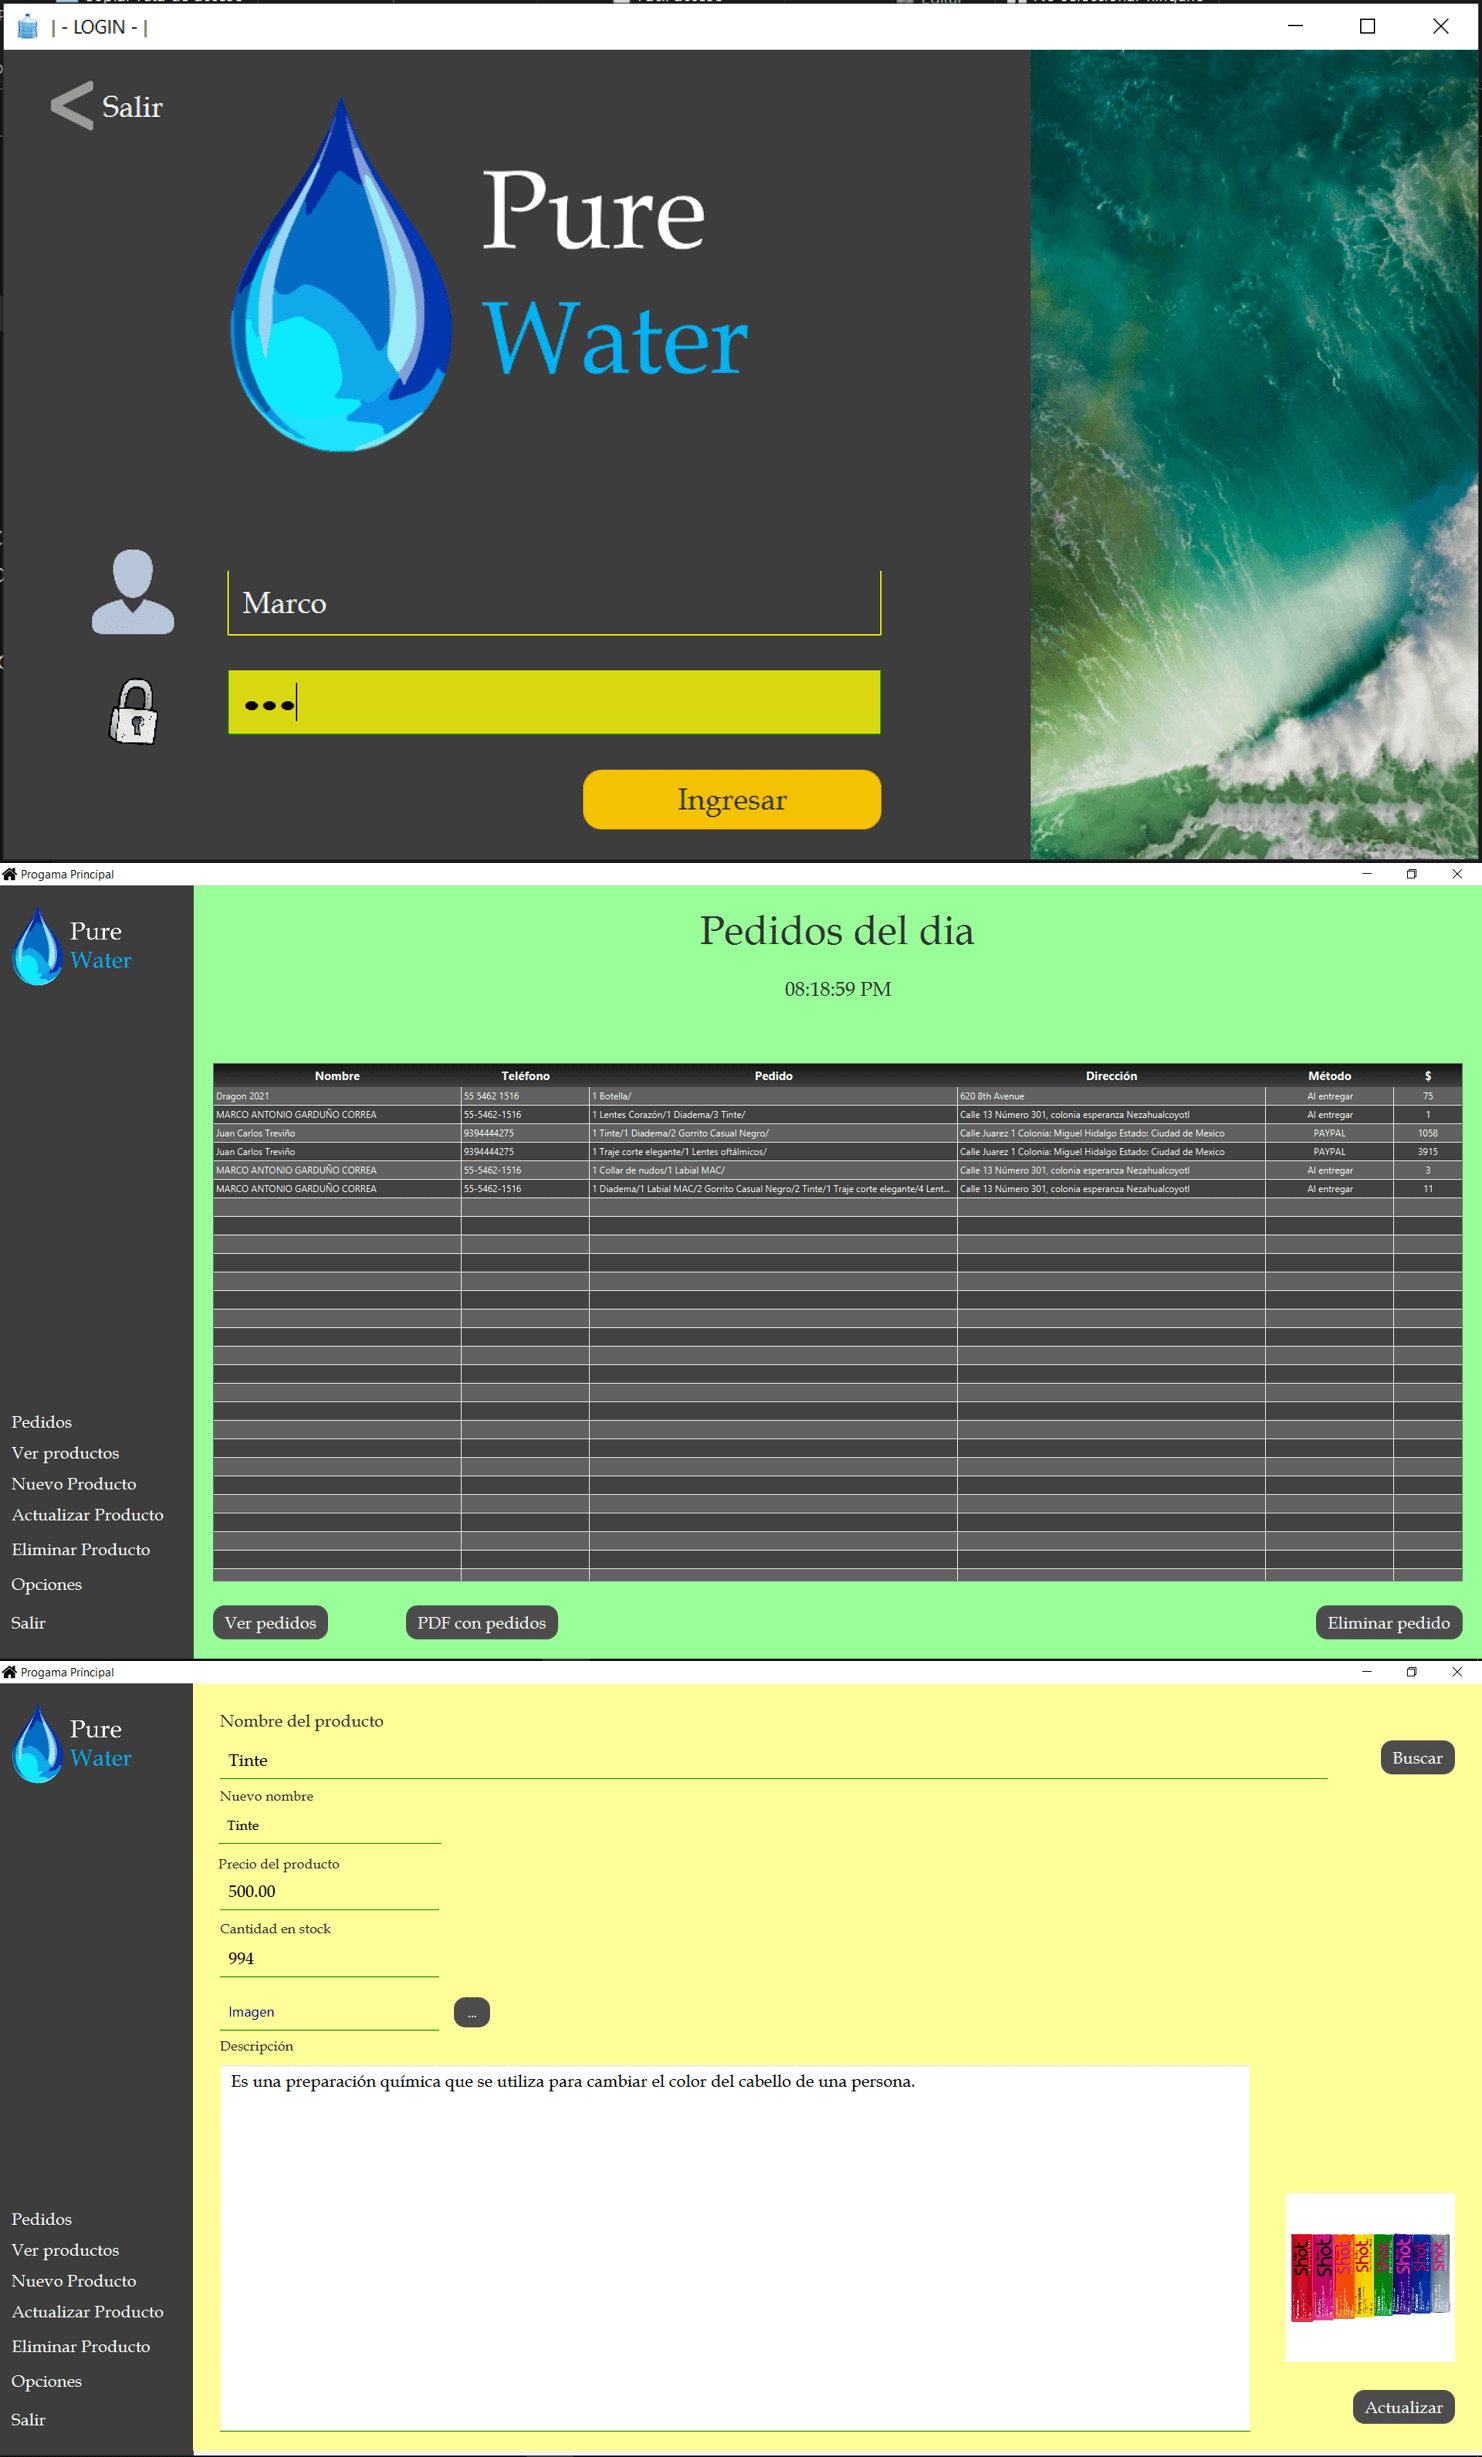 | - LOGIN - |
Salir
Pure
Water
Marco
Ingresar
Progama Principal
Pure
Water
Pedidos del dia
08:18:59 PM
Nombre Teléfono Pedido Dirección Método $
Dragon 2021 55 5462 1516 1 Botella/ 620 8th Avenue Al entregar 75
MARCO ANTONIO GARDUÑO CORREA 55-5462-1516 1 Lentes Corazón/1 Diadema/3 Tinte/ Calle 13 Número 301, colonia esperanza Nezahualcoyotl Al entregar 1
Juan Carlos Treviño 9394444275 1 Tinte/1 Diadema/2 Gorrito Casual Negro/ Calle Juarez 1 Colonia: Miguel Hidalgo Estado: Ciudad de Mexico PAYPAL 1058
Juan Carlos Treviño 9394444275 1 Traje corte elegante/1 Lentes oftálmicos/ Calle Juarez 1 Colonia: Miguel Hidalgo Estado: Ciudad de Mexico PAYPAL 3915
MARCO ANTONIO GARDUÑO CORREA 55-5462-1516 1 Collar de nudos/1 Labial MAC/ Calle 13 Número 301, colonia esperanza Nezahualcoyotl Al entregar 3
MARCO ANTONIO GARDUÑO CORREA 55-5462-1516 1 Diadema/1 Labial MAC/2 Gorrito Casual Negro/2 Tinte/1 Traje corte elegante/4 Lent... Calle 13 Número 301, colonia esperanza Nezahualcoyotl Al entregar 11
Pedidos
Ver productos
Nuevo Producto
Actualizar Producto
Eliminar Producto
Opciones
Salir
Ver pedidos PDF con pedidos Eliminar pedido
Progama Principal
Pure
Water
Nombre del producto
Tinte
Buscar
Nuevo nombre
Tinte
Precio del producto
500.00
Cantidad en stock
994
Imagen ...
Descripción
Es una preparación química que se utiliza para cambiar el color del cabello de una persona.
Pedidos
Ver productos
Nuevo Producto
Actualizar Producto
Eliminar Producto
Opciones
Salir
shot shot shot shot shot shot shot shot
Actualizar